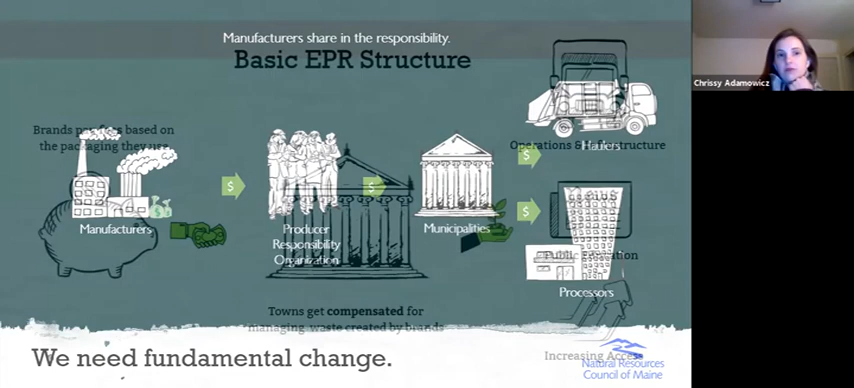 Manufacturers share in the responsibility.
Basic EPR Structure
Chrissy Adamowicz
Brands pay fees based on
the packaging they use
Operations & Infrastructure
Haulers
$
$
$
$
Manufacturers
Producer
Responsibility
Organization
Municipalities
Public Education
Processors
Towns get compensated for
managing waste created by brands
We need fundamental change.
Increasing Access
Natural Resources
Council of Maine